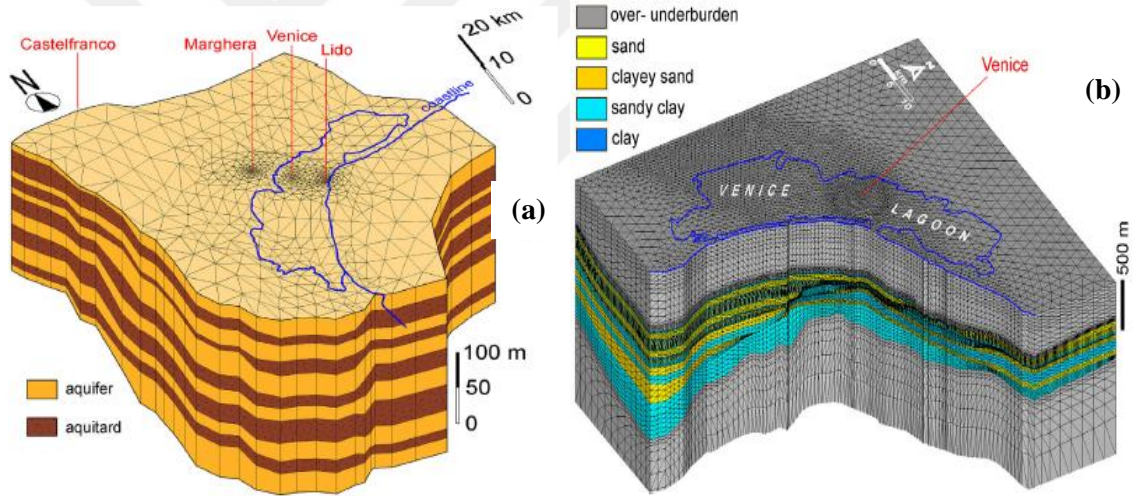 Castelfranco
Marghera
Venice
Lido
20 km
10
0
N
coastline
(a)
100 m
50
0
aquifer
aquitard
over- underburden
sand
clayey sand
sandy clay
clay
Venice
(b)
VENICE
LAGOON
500 m